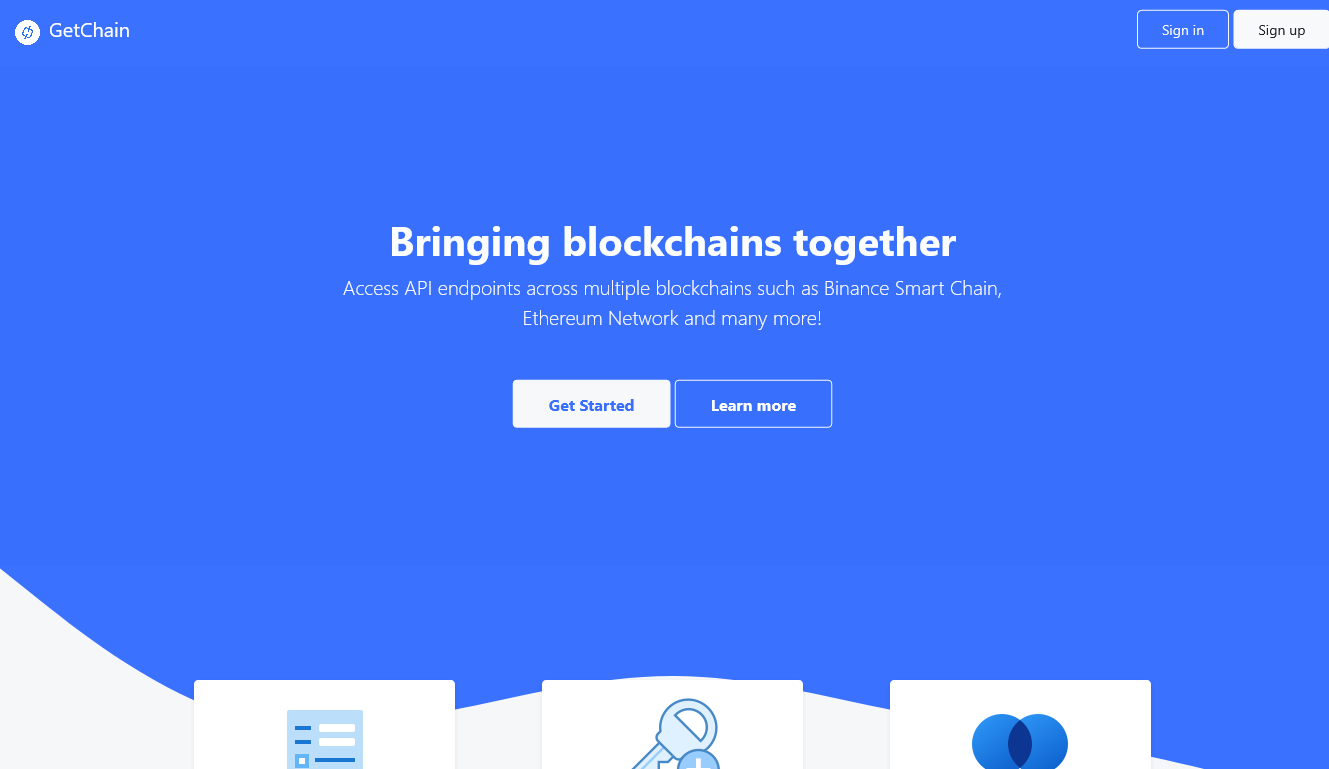 GetChain
Sign in
Sign up
Bringing blockchains together
Access API endpoints across multiple blockchains such as Binance Smart Chain,
Ethereum Network and many more!
Get Started
Learn more